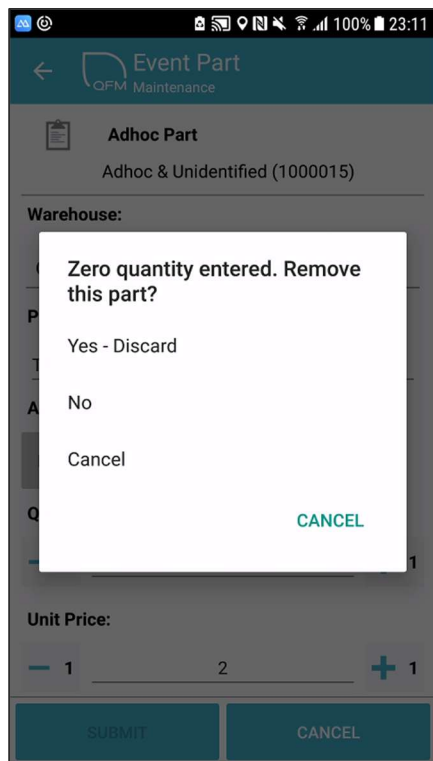 100% 23:11
Event Part
QFM Maintenance
Adhoc Part
Adhoc & Unidentified (1000015)
Warehouse:
Zero quantity entered. Remove
this part?
P
Yes - Discard
T
No
A
Cancel
Q
CANCEL
1
Unit Price:
1 2 1
SUBMIT CANCEL